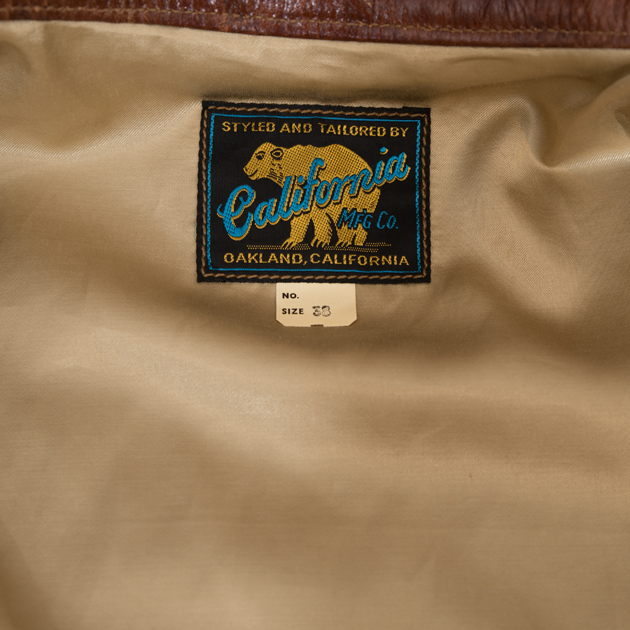 STYLED AND TAILORED BY
California
MFG CO.
OAKLAND, CALIFORNIA
NO.
SIZE 38